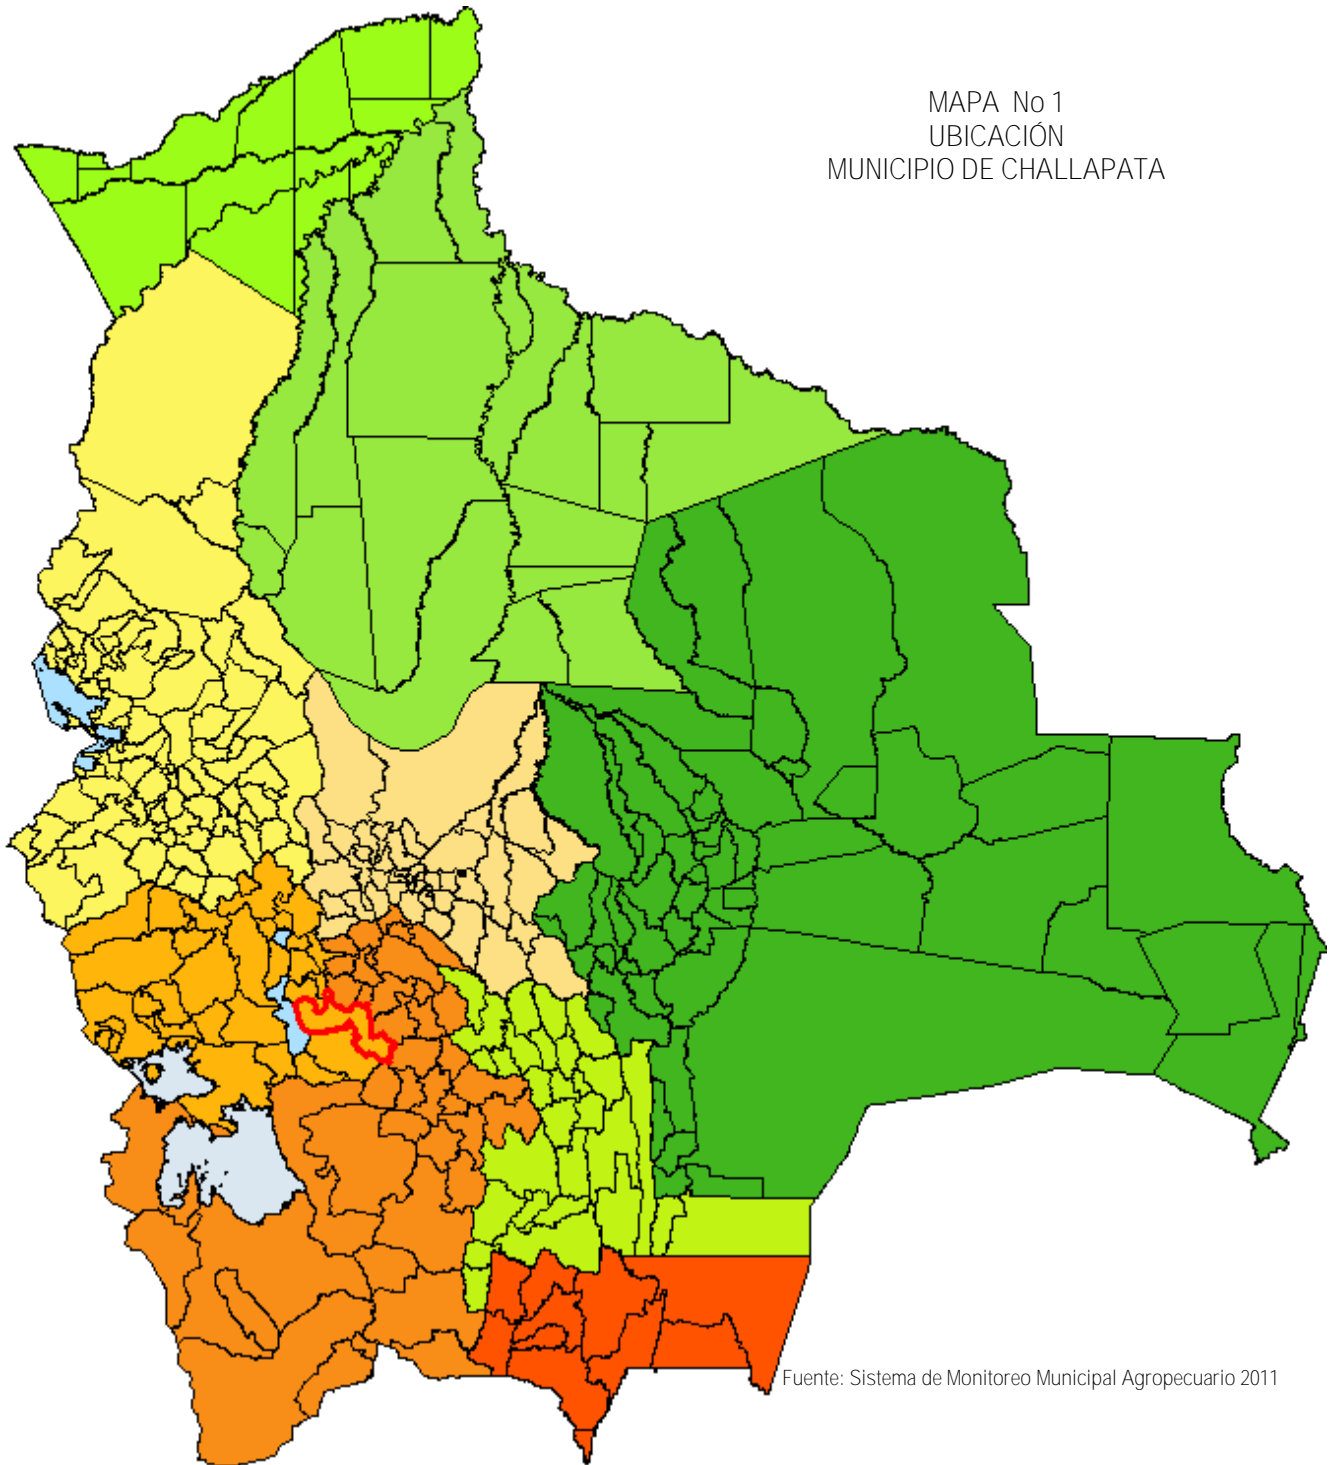 MAPA No 1
UBICACIÓN
MUNICIPIO DE CHALLAPATA
Fuente: Sistema de Monitoreo Municipal Agropecuario 2011